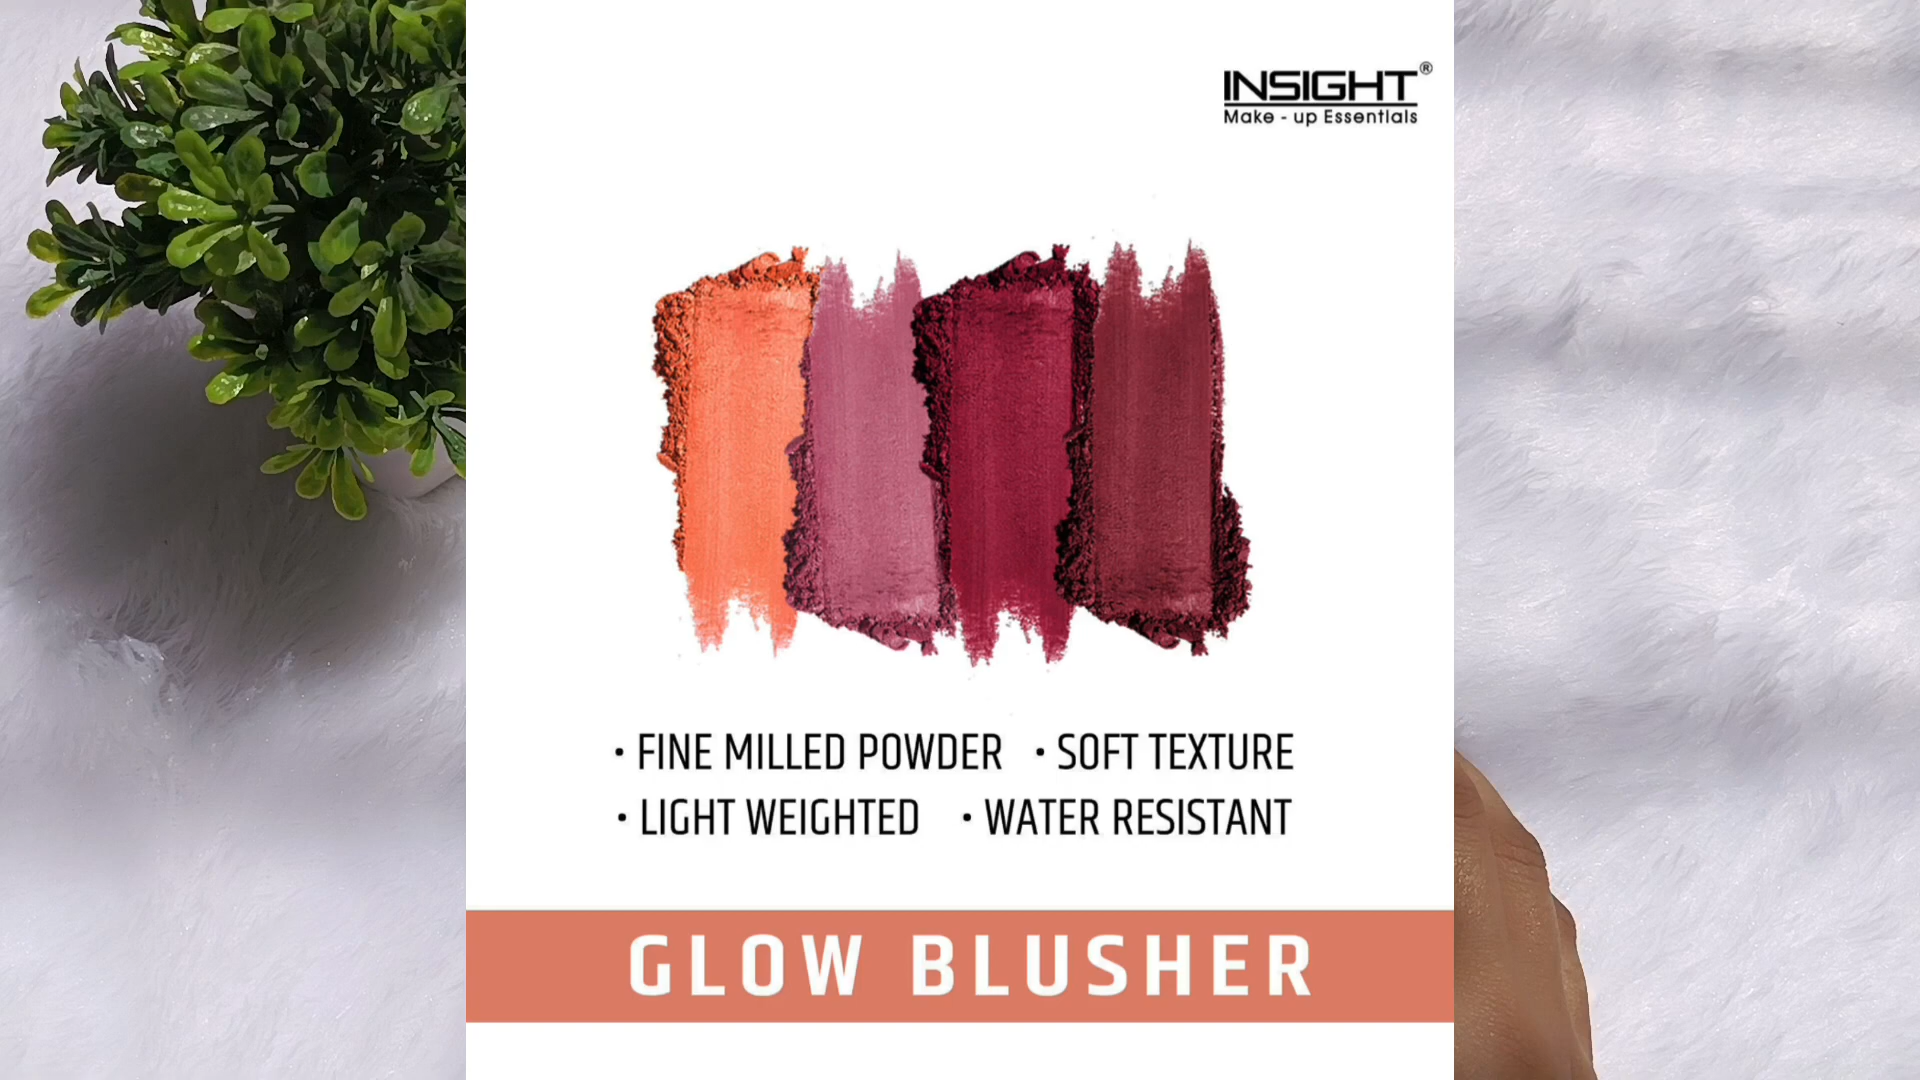 INSIGHT®
Make - up Essentials
• FINE MILLED POWDER • SOFT TEXTURE
• LIGHT WEIGHTED • WATER RESISTANT
GLOW BLUSHER